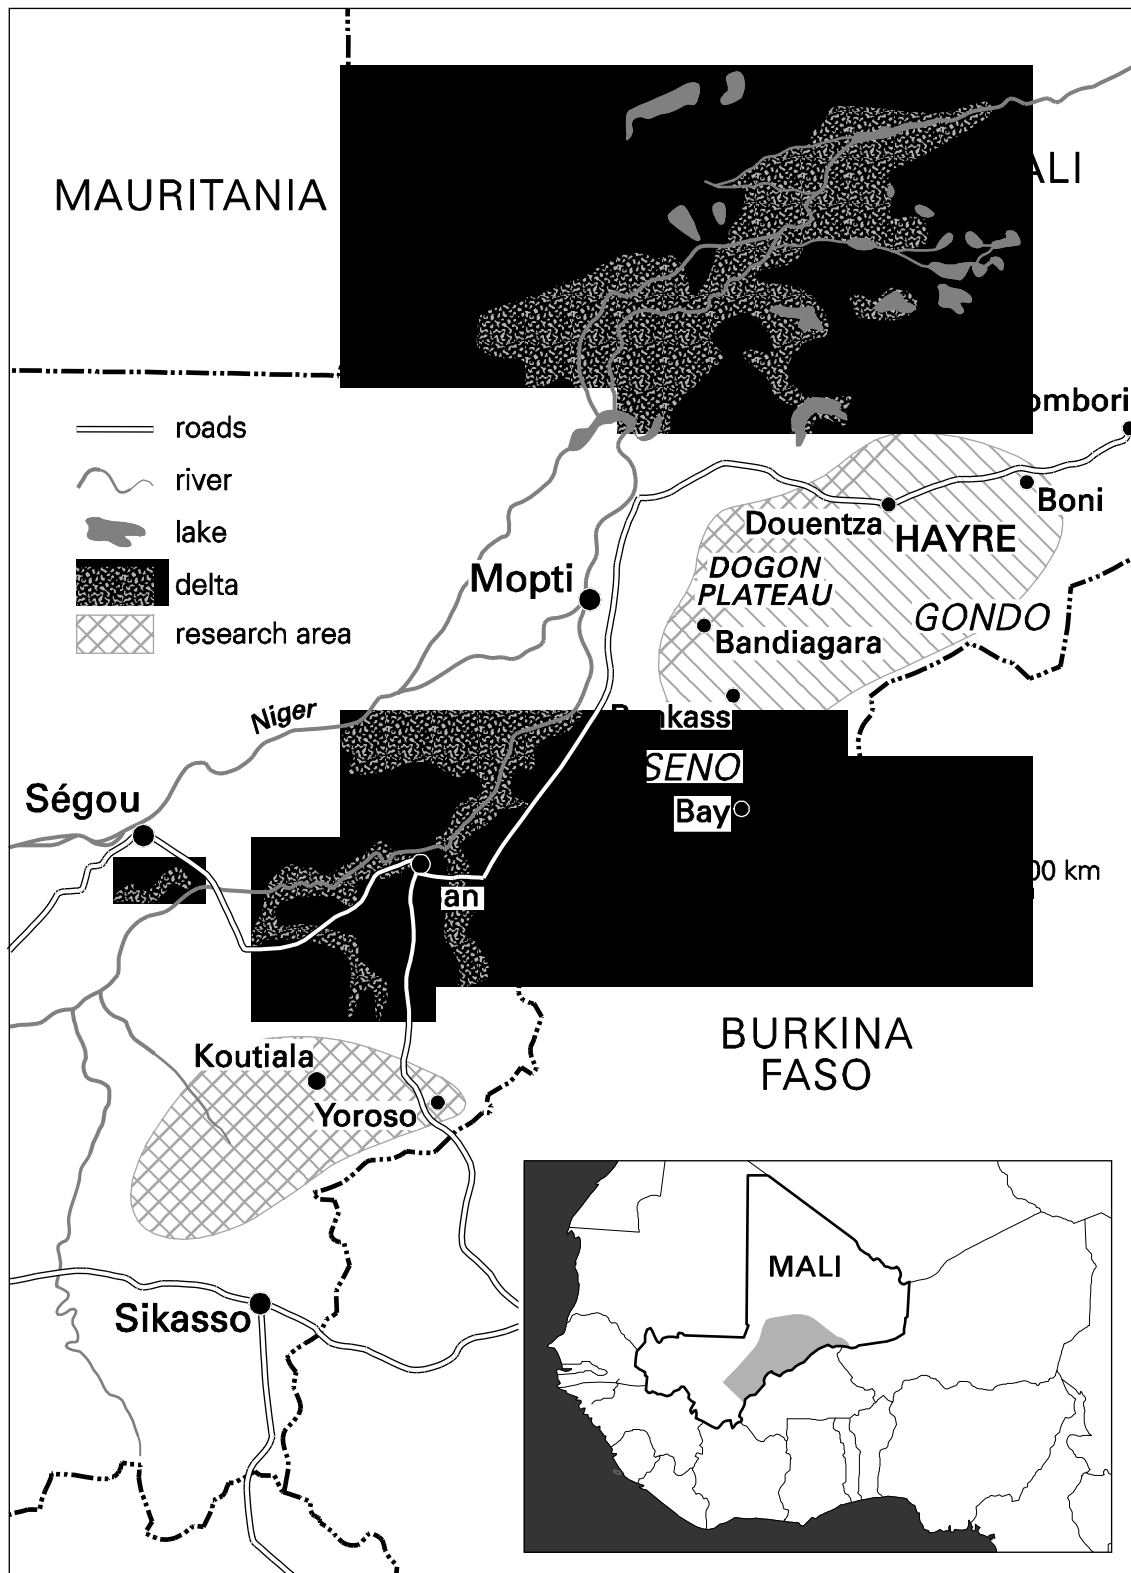 MAURITANIA
ALI
ombori
roads
river
lake
delta
research area
Boni
Douentza
HAYRE
Mopti
DOGON
PLATEAU
GONDO
Bandiagara
Niger
nkass
SENO
Ségou
Bay
00 km
an
BURKINA
FASO
Koutiala
Yoroso
MALI
Sikasso